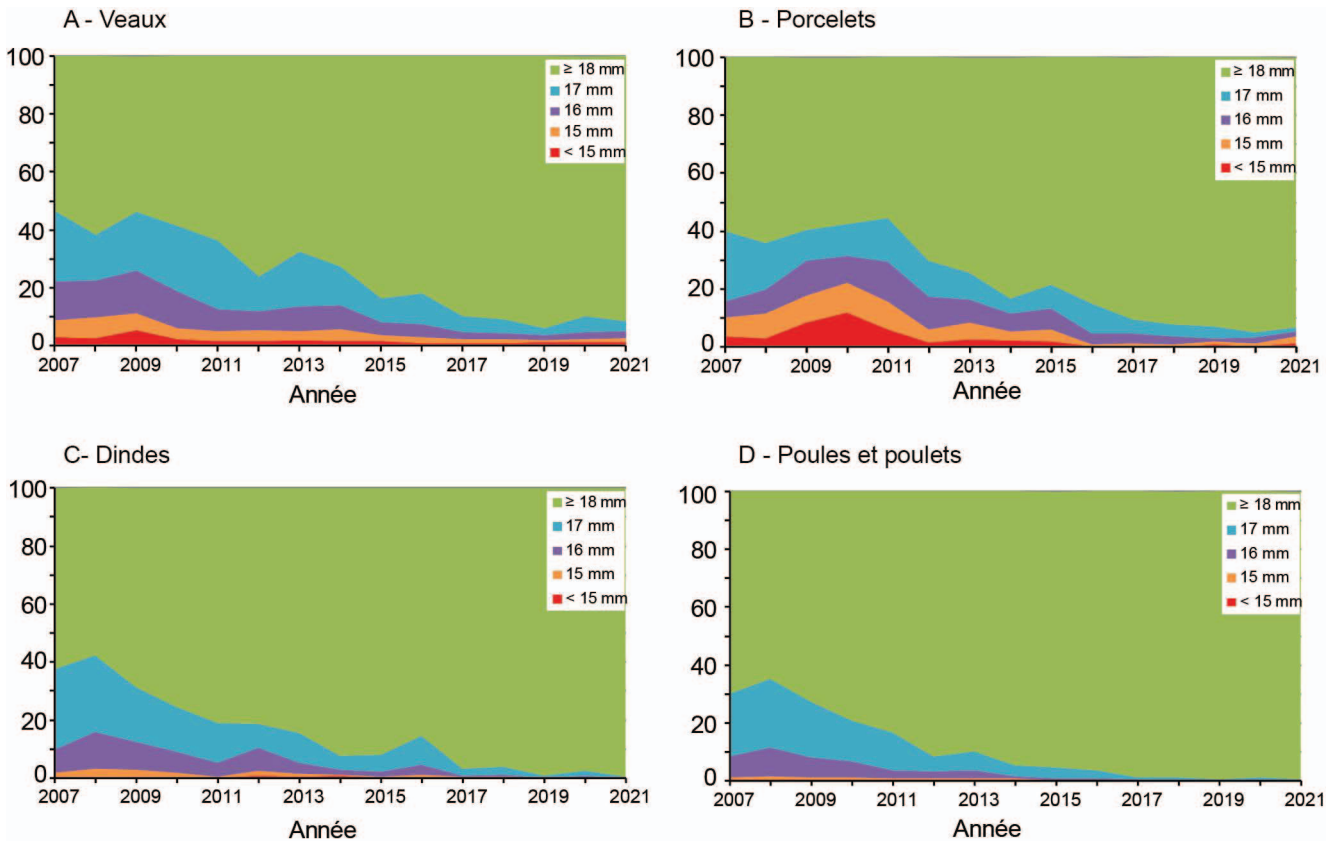 A - Veaux
100
80
60
40
20
0
≥ 18 mm
17 mm
16 mm
15 mm
< 15 mm
2007 2009 2011 2013 2015 2017 2019 2021
Année
B - Porcelets
100
80
60
40
20
0
≥ 18 mm
17 mm
16 mm
15 mm
< 15 mm
2007 2009 2011 2013 2015 2017 2019 2021
Année
C- Dindes
100
80
60
40
20
0
≥ 18 mm
17 mm
16 mm
15 mm
< 15 mm
2007 2009 2011 2013 2015 2017 2019 2021
Année
D - Poules et poulets
100
80
60
40
20
0
≥ 18 mm
17 mm
16 mm
15 mm
< 15 mm
2007 2009 2011 2013 2015 2017 2019 2021
Année